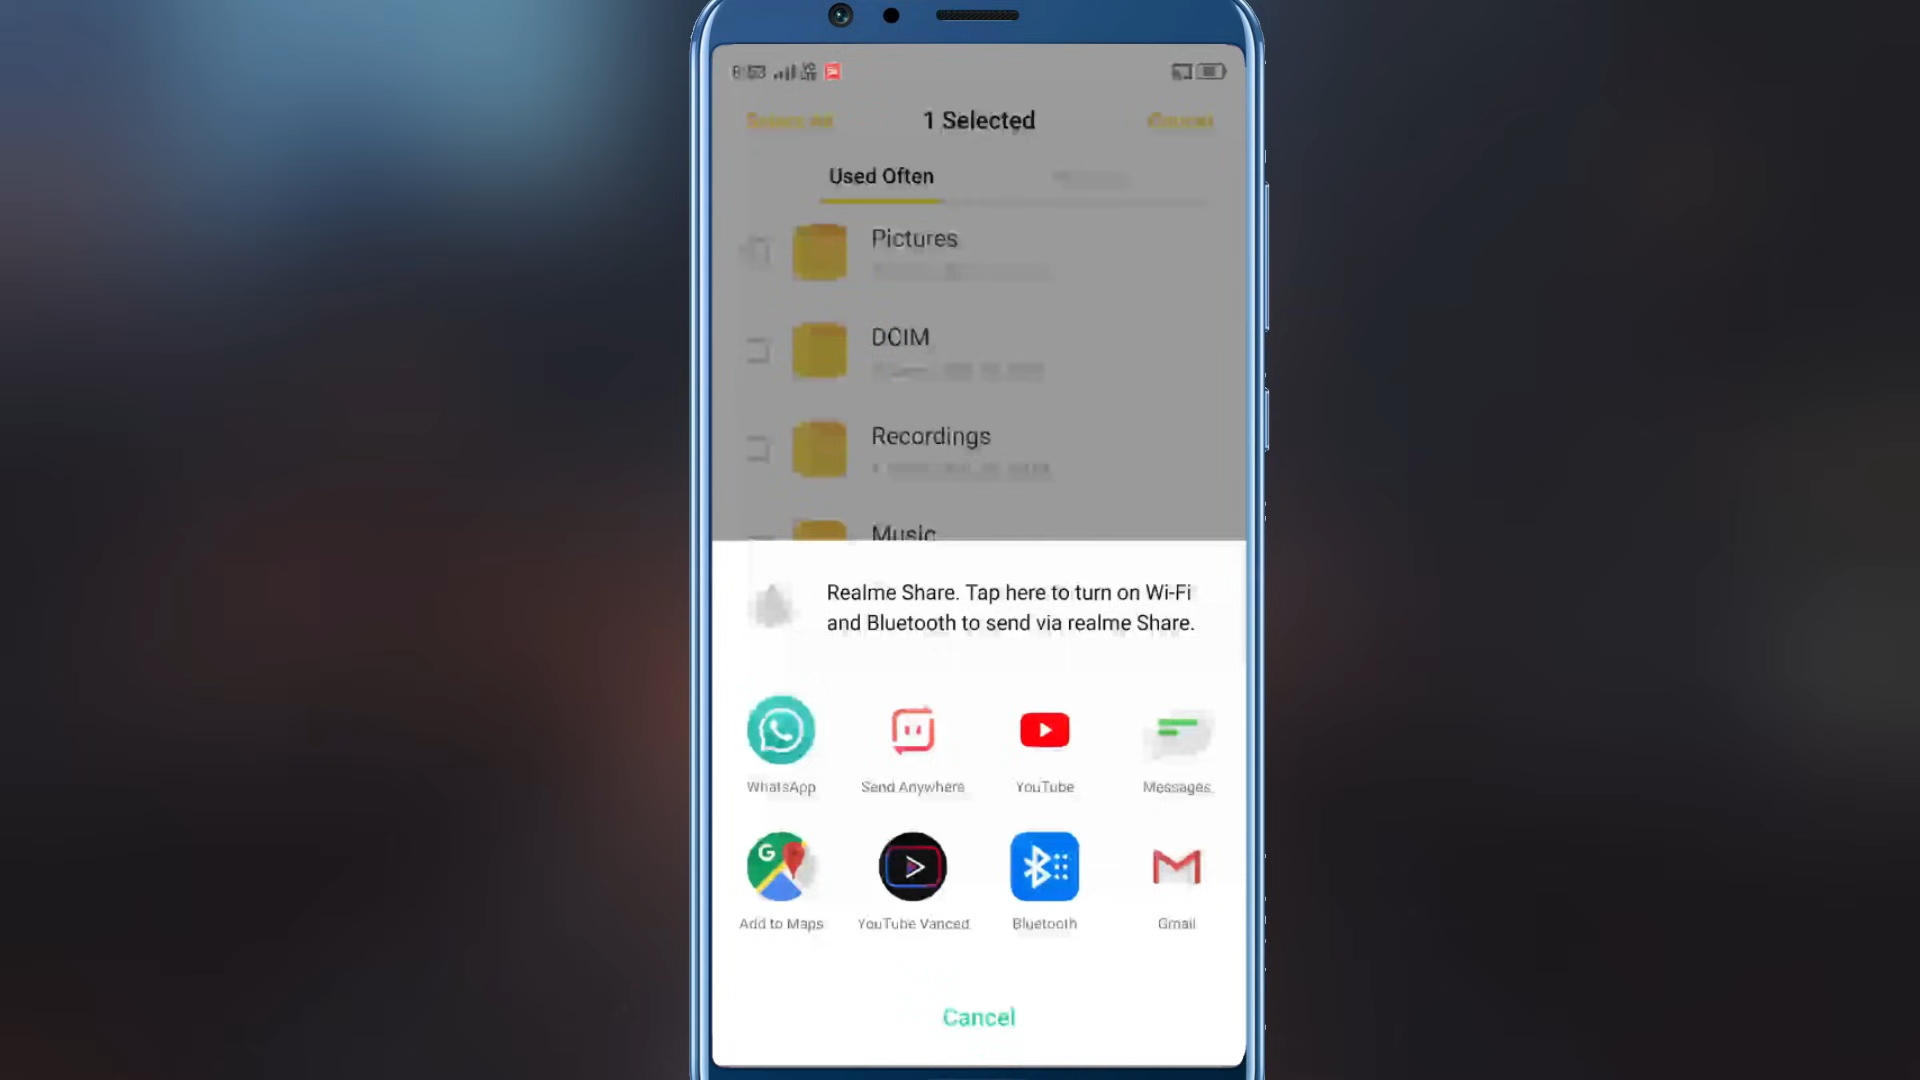 1 Selected
Used Often
Pictures
DCIM
Recordings
Music
Realme Share. Tap here to turn on Wi-Fi
and Bluetooth to send via realme Share.
WhatsApp
Send Anywhere
YouTube
Messages
Add to Maps
YouTube Vanced
Bluetooth
Gmail
Cancel